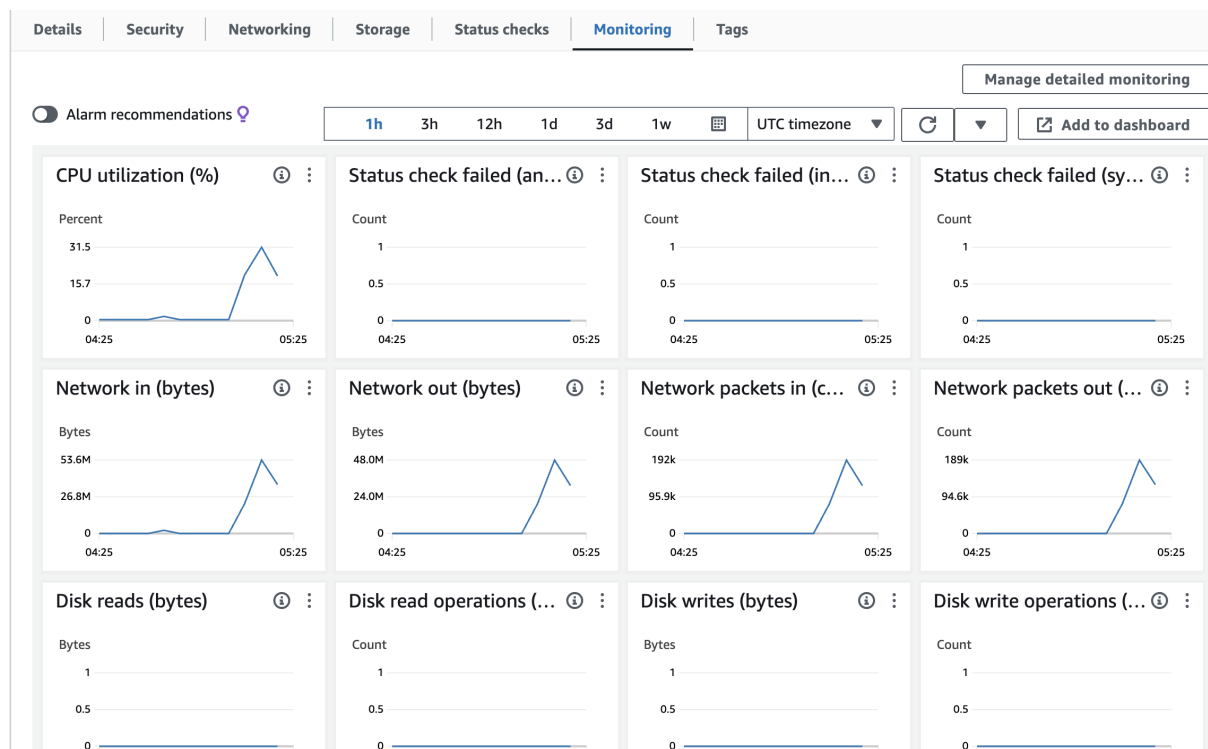 Details Security Networking Storage Status checks Monitoring Tags
Manage detailed monitoring
Alarm recommendations 1h 3h 12h 1d 3d 1w UTC timezone Add to dashboard
CPU utilization (%)
Percent
31.5
15.7
0
04:25 05:25
Status check failed (an...
Count
1
0.5
0
04:25 05:25
Status check failed (in...
Count
1
0.5
0
04:25 05:25
Status check failed (sy...
Count
1
0.5
0
04:25 05:25
Network in (bytes)
Bytes
53.6M
26.8M
0
04:25 05:25
Network out (bytes)
Bytes
48.0M
24.0M
0
04:25 05:25
Network packets in (c...
Count
192k
95.9k
0
04:25 05:25
Network packets out (...
Count
189k
94.6k
0
04:25 05:25
Disk reads (bytes)
Bytes
1
0.5
0
Disk read operations (...
Count
1
0.5
0
Disk writes (bytes)
Bytes
1
0.5
0
Disk write operations (...
Count
1
0.5
0